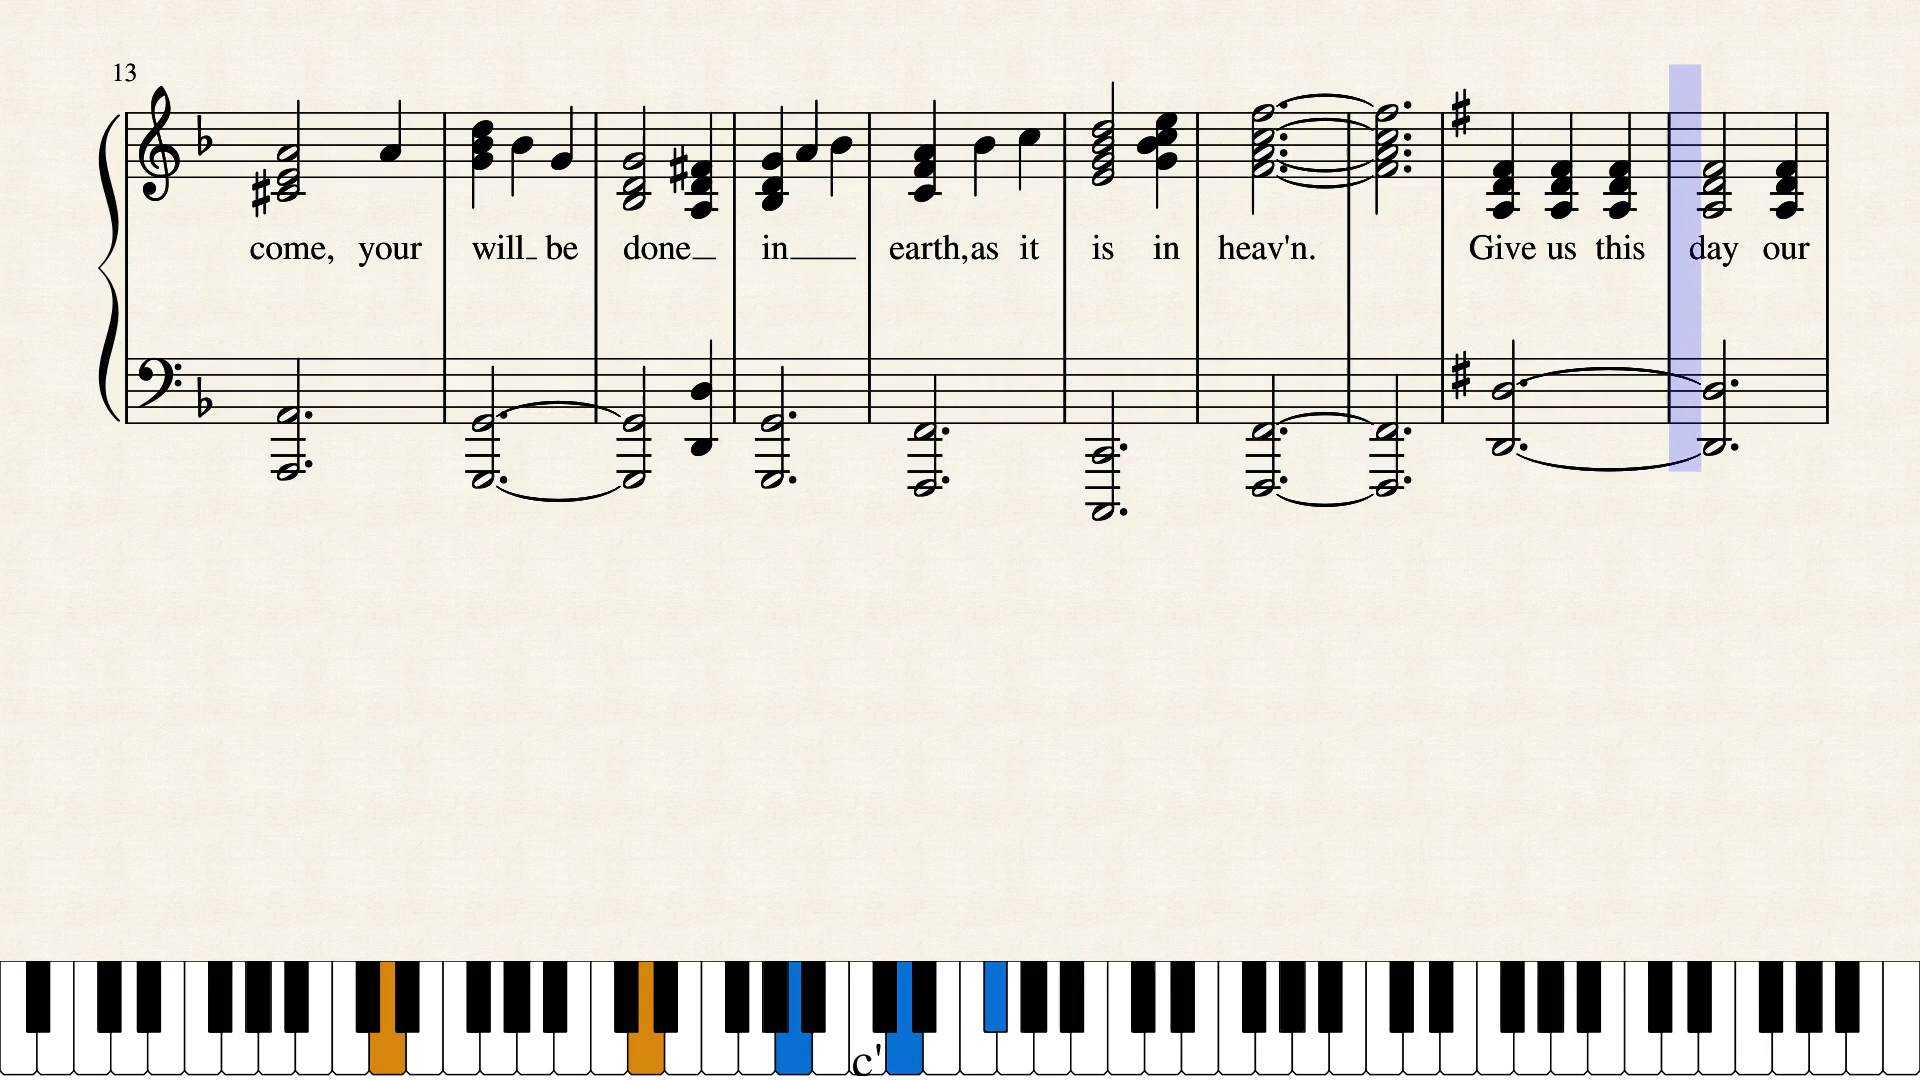 13
come, your will be done in earth,as it is in heav'n. Give us this day our
c'